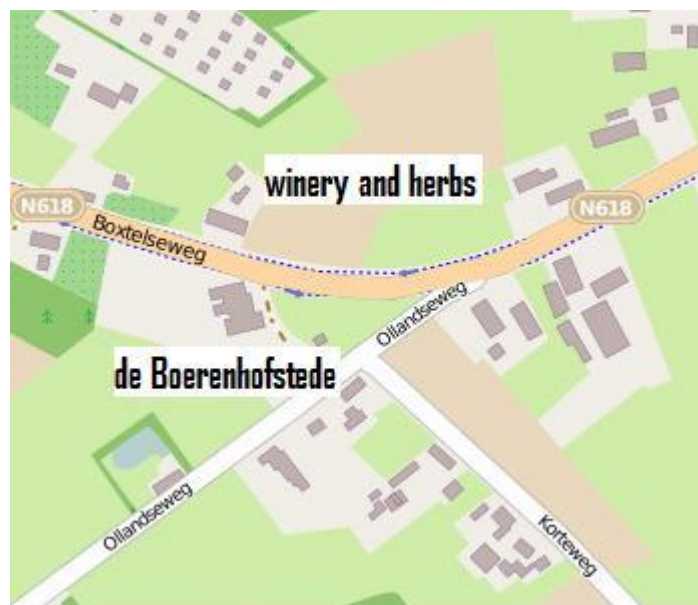 winery and herbs
N618
N618
Boxtelseweg
Ollandseweg
de Boerenhofstede
Ollandseweg
Korteweg